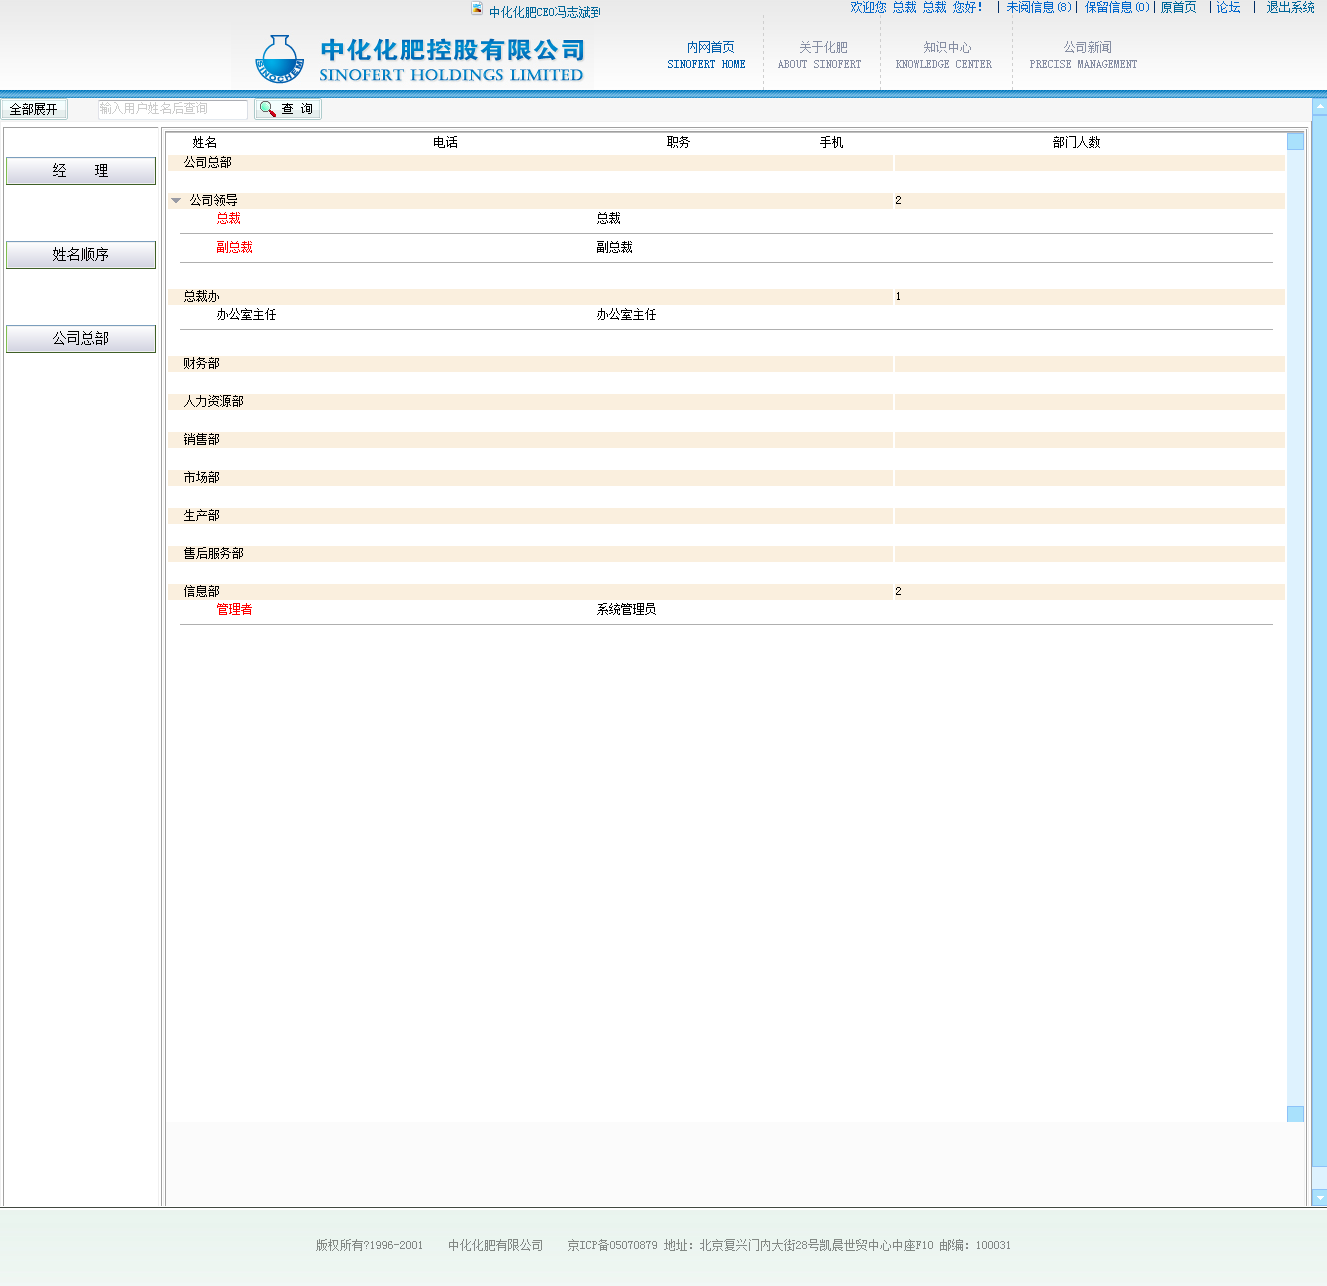 中化化肥CEO冯志斌到
欢迎您 总裁 总裁 您好! | 未阅信息(8)| 保留信息(0)| 原首页 | 论坛 | 退出系统
SINOCHEM
中化化肥控股有限公司
SINOFERT HOLDINGS LIMITED
内网首页 关于化肥 知识中心 公司新闻
SINOFERT HOME ABOUT SINOFERT KNOWLEDGE CENTER PRECISE MANAGEMENT
全部展开 输入用户姓名后查询 查 询
经 理
姓名顺序
公司总部
姓名 电话 职务 手机 部门人数
公司总部
公司领导 2
总裁 总裁
副总裁 副总裁
总裁办 1
办公室主任 办公室主任
财务部
人力资源部
销售部
市场部
生产部
售后服务部
信息部 2
管理者 系统管理员
版权所有?1996-2001 中化化肥有限公司 京ICP备05070879 地址: 北京复兴门内大街28号凯晨世贸中心中座F10 邮编: 100031